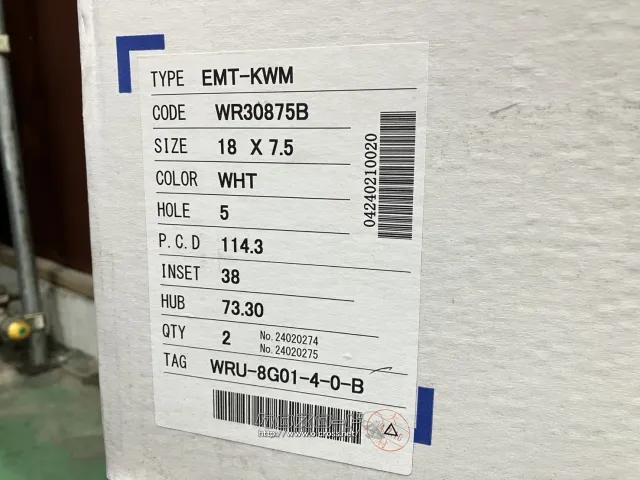 TYPE EMT-KWM
CODE WR30875B
SIZE 18 X 7.5
COLOR WHT
HOLE 5
P.C.D 114.3
INSET 38
HUB 73.30
QTY 2 No.24020274
No.24020275
TAG WRU-8G01-4-0-B
04240210020